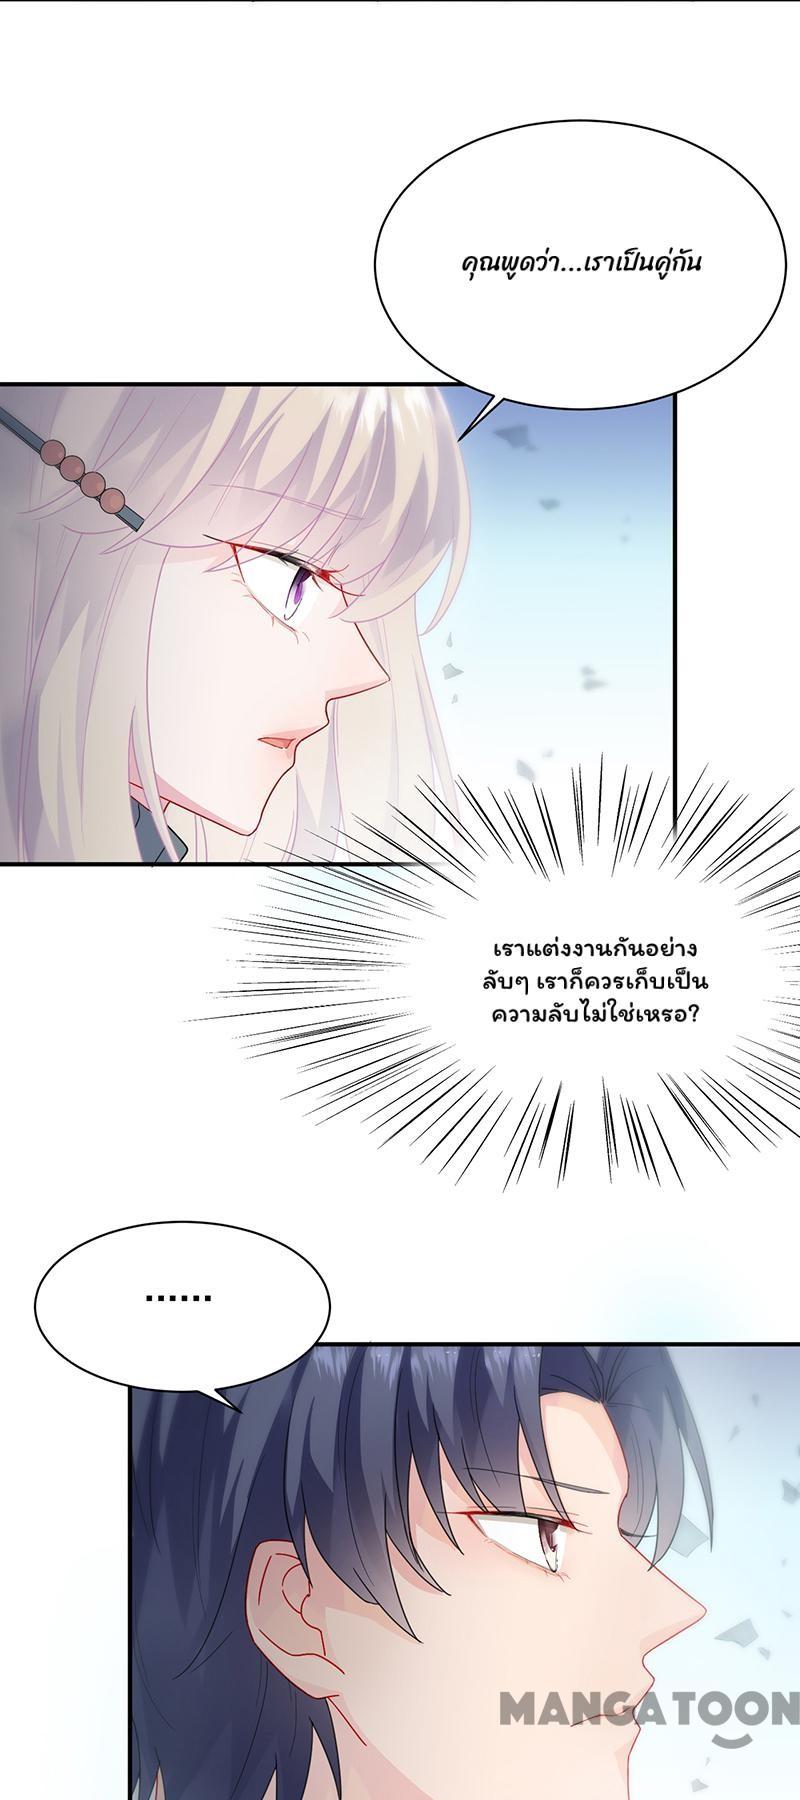 คุณพูดว่า...เราเป็นคู่กัน
เราแต่งงานกันอย่าง
ลับๆ เราก็ควรเก็บเป็น
ความลับไม่ใช่เหรอ?
......
MANGATOON